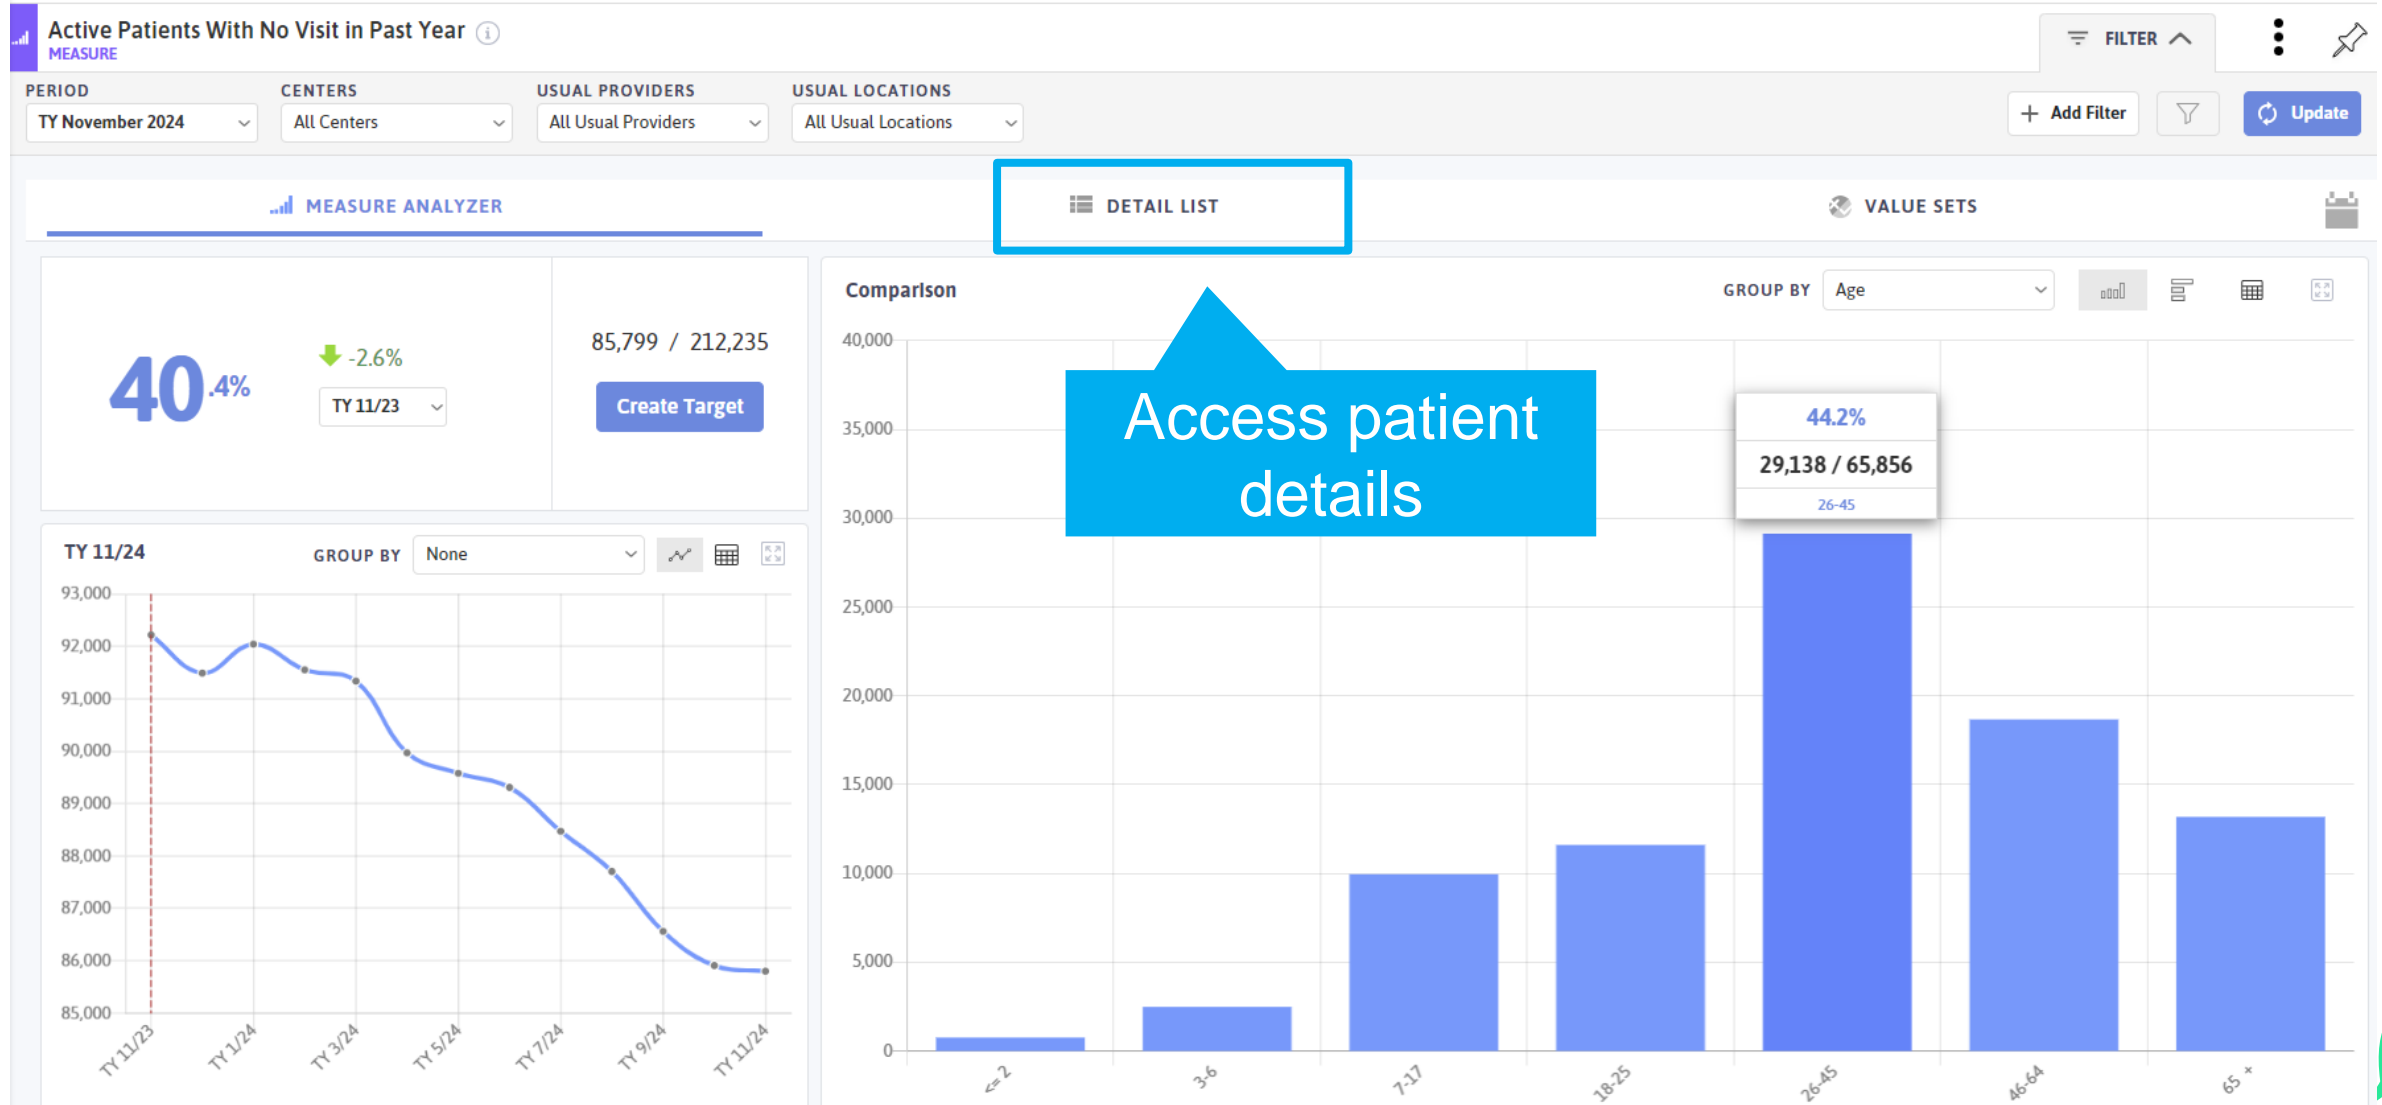 Active Patients With No Visit in Past Year
MEASURE
FILTER
PERIOD
CENTERS
USUAL PROVIDERS
USUAL LOCATIONS
TY November 2024
All Centers
All Usual Providers
All Usual Locations
+ Add Filter
Update
MEASURE ANALYZER
DETAIL LIST
VALUE SETS
40.4%
-2.6%
TY 11/23
85,799 / 212,235
Create Target
TY 11/24
GROUP BY
None
93,000
92,000
91,000
90,000
89,000
88,000
87,000
86,000
85,000
TY 11/23
TY 1/24
TY 3/24
TY 5/24
TY 7/24
TY 9/24
TY 11/24
Comparison
GROUP BY
Age
Access patient
details
44.2%
29,138 / 65,856
26-45
40,000
35,000
30,000
25,000
20,000
15,000
10,000
5,000
0
<= 2
3-6
7-17
18-25
26-45
46-64
65 +